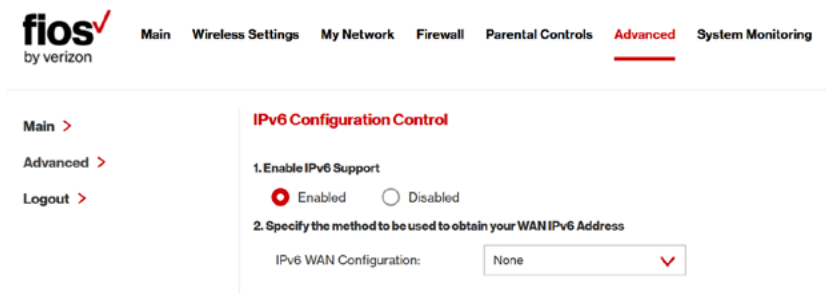 fios
by verizon
Main Wireless Settings My Network Firewall Parental Controls Advanced System Monitoring
Main >
Advanced >
Logout >
IPv6 Configuration Control
1. Enable IPv6 Support
Enabled Disabled
2. Specify the method to be used to obtain your WAN IPv6 Address
IPv6 WAN Configuration: None